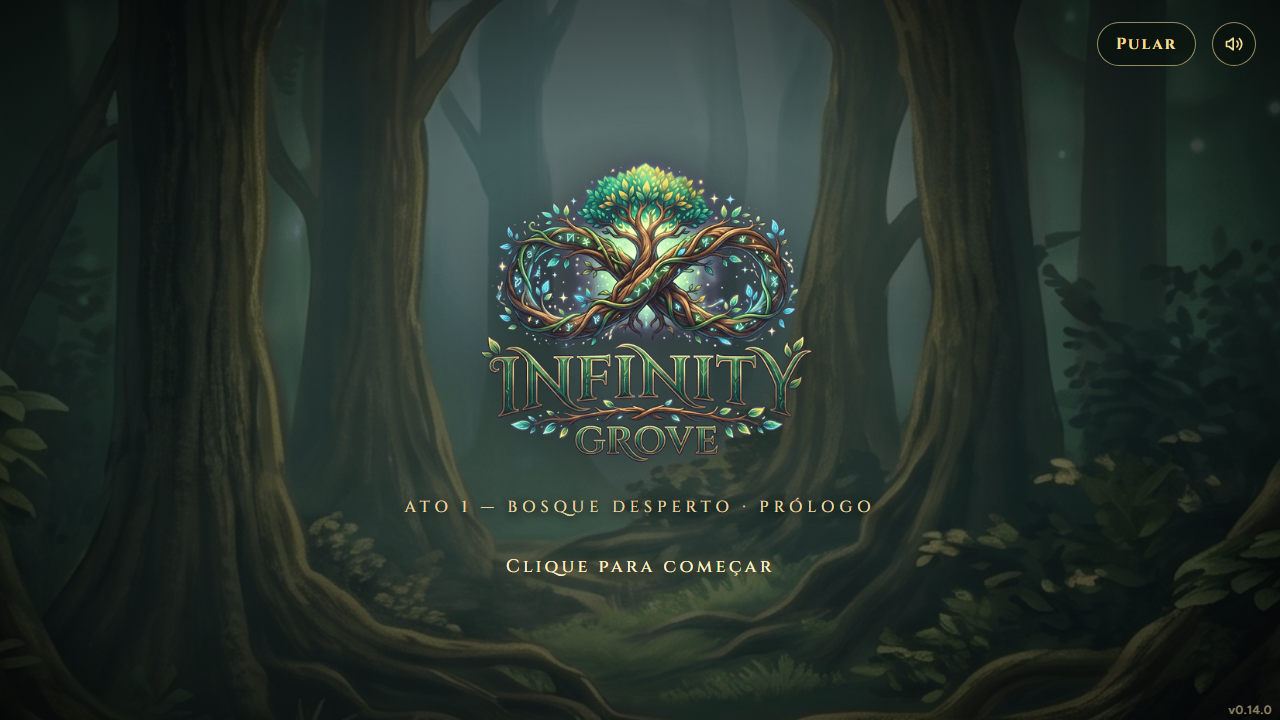 Pular
INFINITY
GROVE
ATO 1 — BOSQUE DESPERTO · PRÓLOGO
Clique para começar
v0.14.0